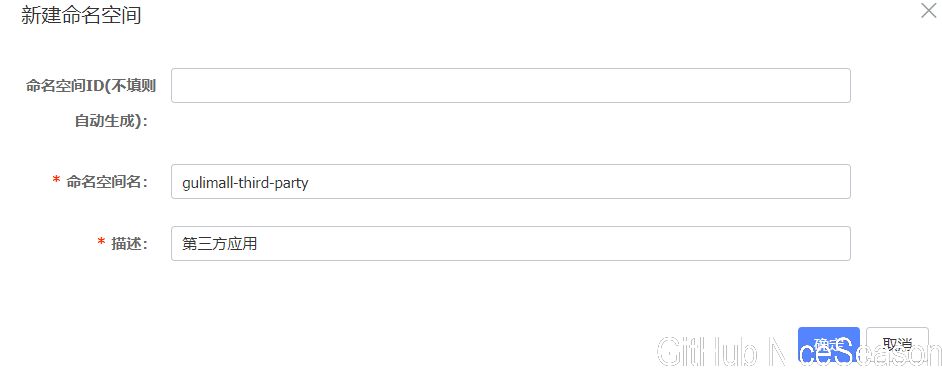 新建命名空间
命名空间ID(不填则
自动生成):
* 命名空间名: gulimall-third-party
* 描述: 第三方应用
确定 取消
GitHub NiceSeason